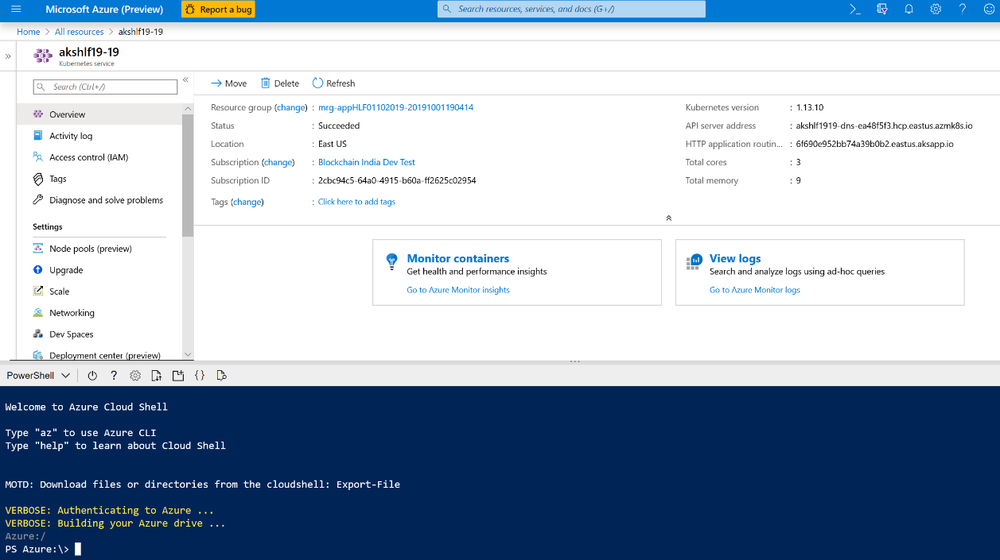 Microsoft Azure (Preview) Report a bug Search resources, services, and docs (G+/)
Home > All resources > akshlf19-19
akshlf19-19
Kubernetes service
Search (Ctrl+/)
Overview
Activity log
Access control (IAM)
Tags
Diagnose and solve problems
Settings
Node pools (preview)
Upgrade
Scale
Networking
Dev Spaces
Deployment center (preview)
Move Delete Refresh
Resource group (change) : mrg-appHLF01102019-20191001190414
Status : Succeeded
Location : East US
Subscription (change) : Blockchain India Dev Test
Subscription ID : 2cbc94c5-64a0-4915-b60a-ff2625c02954
Tags (change) : Click here to add tags
Kubernetes version : 1.13.10
API server address : akshlf1919-dns-ea48f5f3.hcp.eastus.azmk8s.io
HTTP application routin... : 6f690e952bb74a39b0b2.eastus.aksapp.io
Total cores : 3
Total memory : 9
Monitor containers
Get health and performance insights
Go to Azure Monitor insights
View logs
Search and analyze logs using ad-hoc queries
Go to Azure Monitor logs
PowerShell
Welcome to Azure Cloud Shell
Type "az" to use Azure CLI
Type "help" to learn about Cloud Shell
MOTD: Download files or directories from the cloudshell: Export-File
VERBOSE: Authenticating to Azure ...
VERBOSE: Building your Azure drive ...
Azure:/
PS Azure:\>